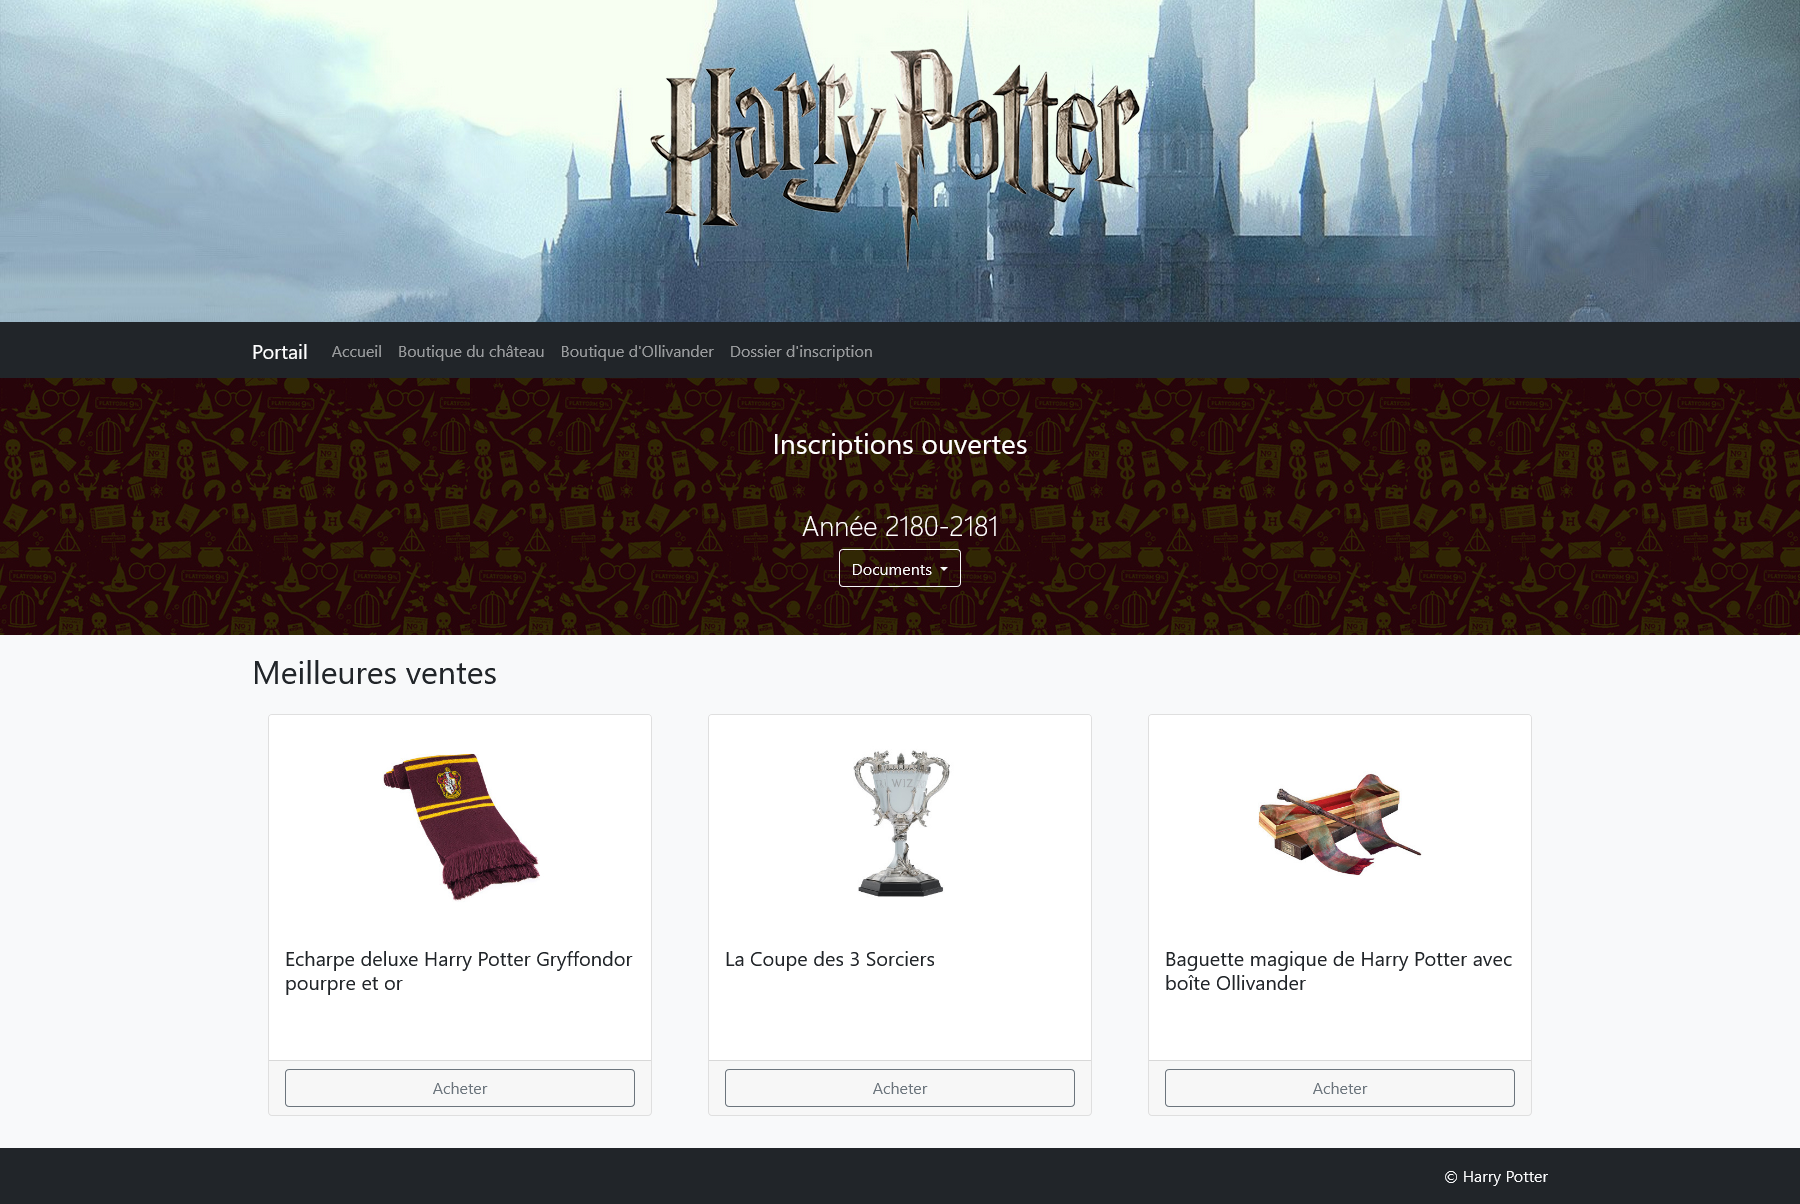 Harry Potter
Portail Accueil Boutique du château Boutique d'Ollivander Dossier d'inscription
Inscriptions ouvertes
Année 2180-2181
Documents
Meilleures ventes
WIZ
Echarpe deluxe Harry Potter Gryffondor
pourpre et or
La Coupe des 3 Sorciers
Baguette magique de Harry Potter avec
boîte Ollivander
Acheter
Acheter
Acheter
© Harry Potter